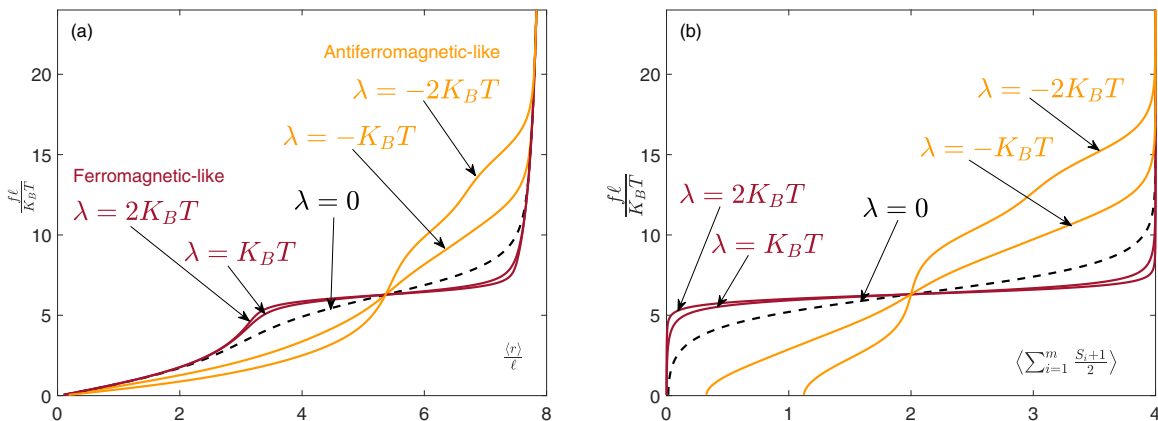 (a)
Antiferromagnetic-like
λ = −2K_BT
λ = −K_BT
Ferromagnetic-like
λ = 2K_BT
λ = 0
λ = K_BT
fℓ/K_BT
⟨r⟩/ℓ
0 5 10 15 20
0 2 4 6 8
(b)
λ = −2K_BT
λ = −K_BT
λ = 2K_BT
λ = 0
λ = K_BT
fℓ/K_BT
⟨∑_{i=1}^{m} (S_i+1)/2⟩
0 5 10 15 20
0 1 2 3 4